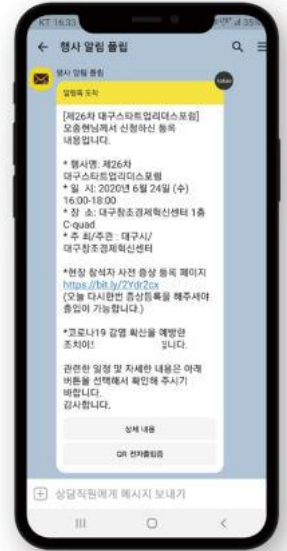 KT 16:33
행사 알림 플립
행사 알림 플립
알림톡 도착
kakao
[제26차 대구스타트업리더스포럼]
오충현님께서 신청하신 등록
내용입니다.
* 행사명: 제26차
대구스타트업리더스포럼
* 일 시: 2020년 6월 24일 (수)
16:00-18:00
* 장 소: 대구창조경제혁신센터 1층
C-quad
* 주 최/주관 : 대구시/
대구창조경제혁신센터
*현장 참석자 사전 증상 등록 페이지
https://bit.ly/2Ydr2cx
(오늘 다시한번 증상등록을 해주셔야
출입이 가능합니다.)
*코로나19 감염 확산을 예방한
니다.
관련한 일정 및 자세한 내용은 아래
버튼을 선택해서 확인해 주시기
바랍니다.
감사합니다.
상세 내용
QR 전자출입증
상담직원에게 메시지 보내기